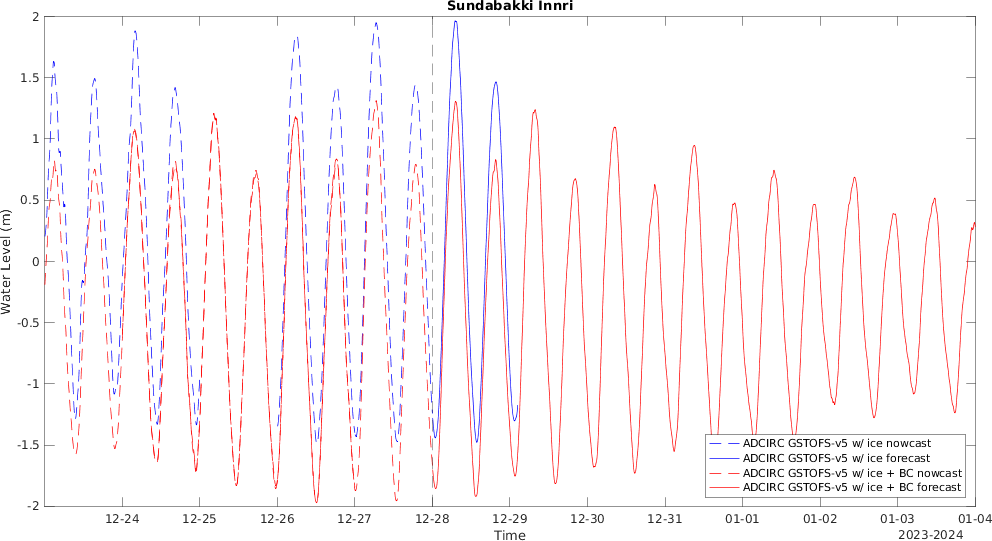 Sundabakki Innri
2
1.5
1
0.5
0
-0.5
-1
-1.5
-2
Water Level (m)
12-24 12-25 12-26 12-27 12-28 12-29 12-30 12-31 01-01 01-02 01-03 01-04
Time
2023-2024
ADCIRC GSTOFS-v5 w/ ice nowcast
ADCIRC GSTOFS-v5 w/ ice forecast
ADCIRC GSTOFS-v5 w/ ice + BC nowcast
ADCIRC GSTOFS-v5 w/ ice + BC forecast